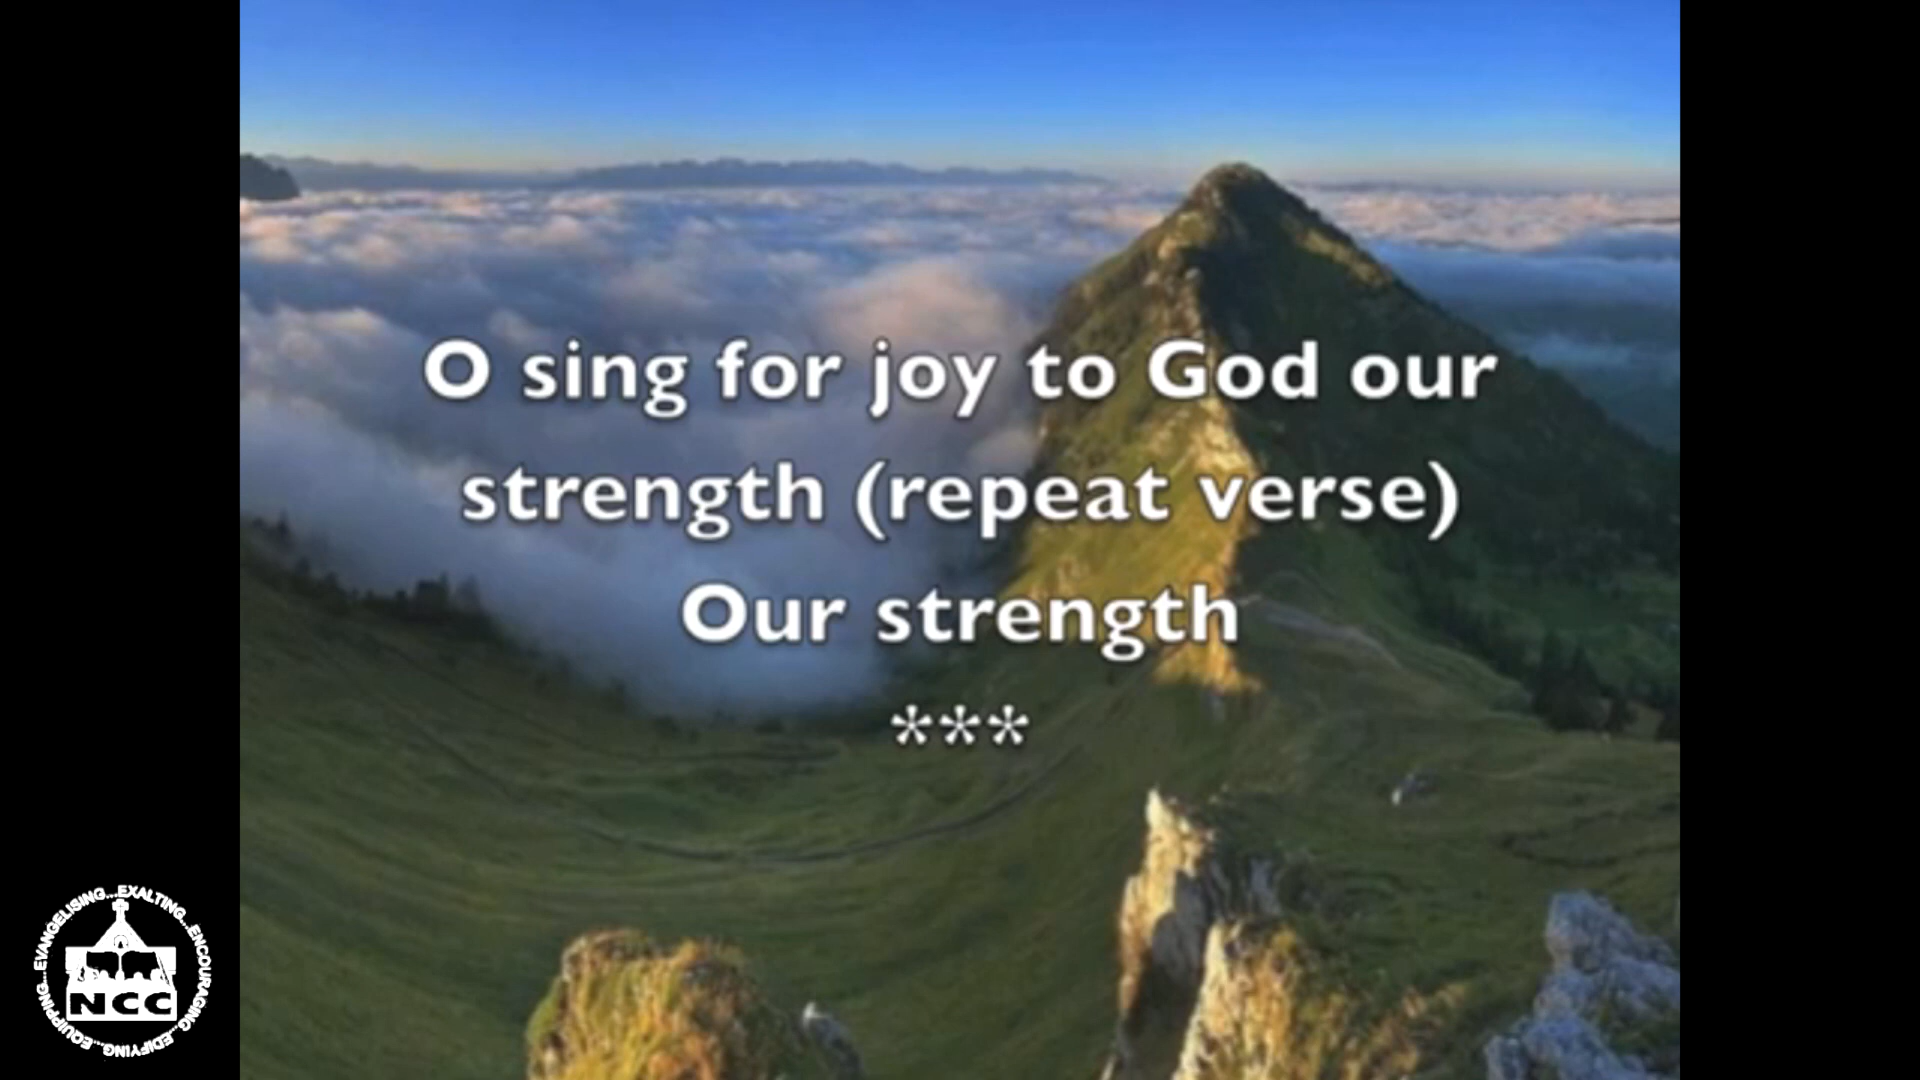 O sing for joy to God our
strength (repeat verse)
Our strength
***
EQUIPPING...EVANGELISING...EXALTING...ENCOURAGING...EDIFYING...
NCC